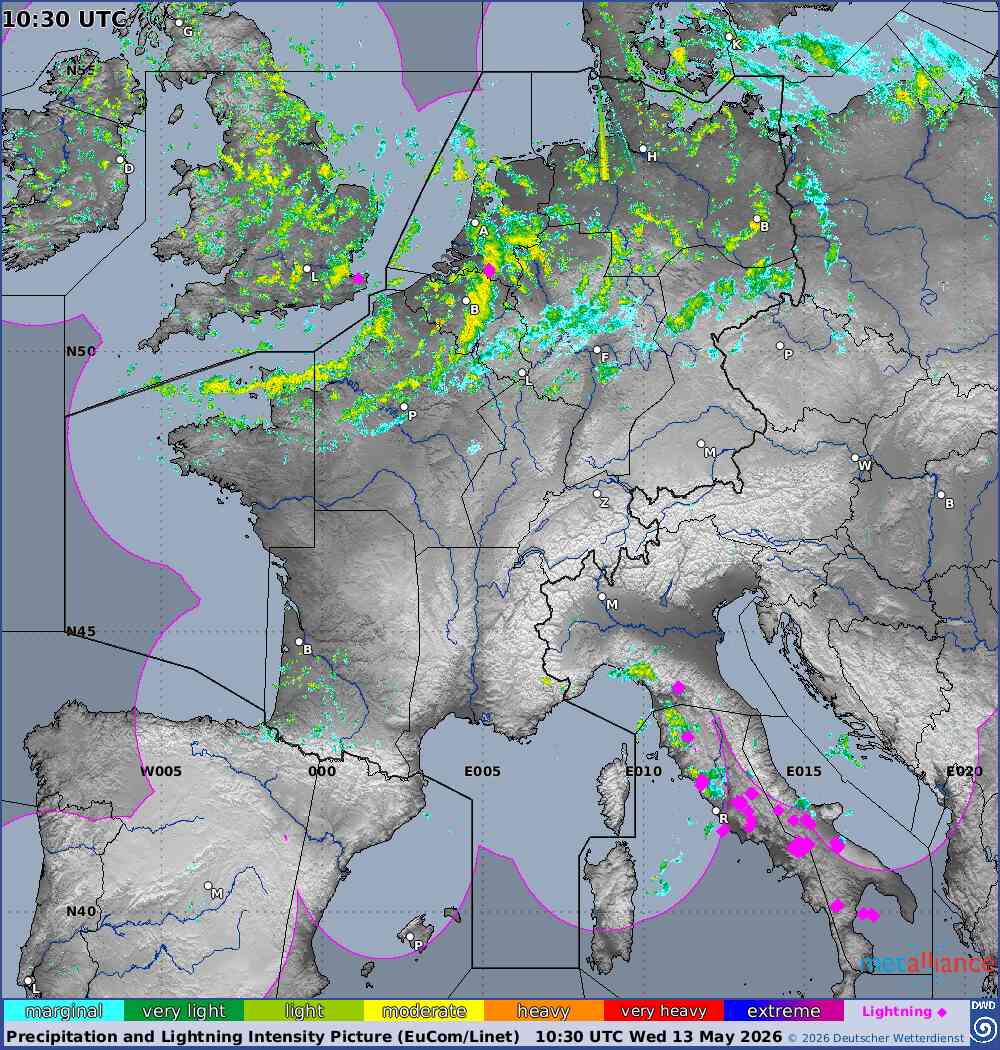 10:30 UTC
G
K
N55
D
H
A
B
L
B
N50
P
F
L
P
M
W
Z
B
M
N45
B
W005
000
E005
E010
E015
E020
R
M
N40
P
L
metalliance
marginal very light light moderate heavy very heavy extreme Lightning
DWD
Precipitation and Lightning Intensity Picture (EuCom/Linet) 10:30 UTC Wed 13 May 2026 © 2026 Deutscher Wetterdienst